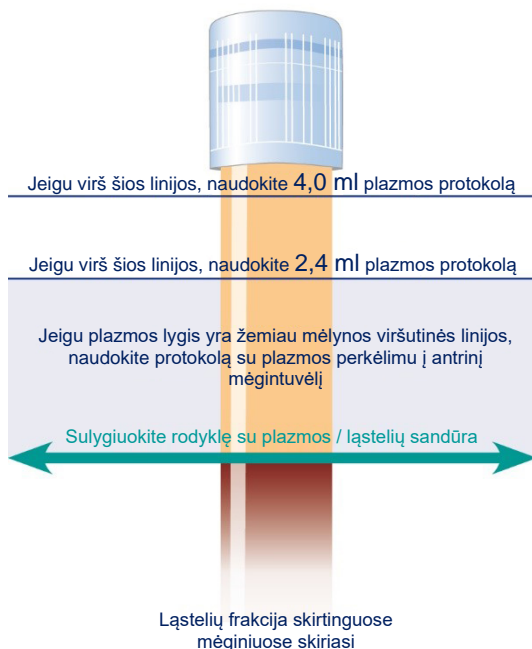 Jeigu virš šios linijos, naudokite 4,0 ml plazmos protokolą
Jeigu virš šios linijos, naudokite 2,4 ml plazmos protokolą
Jeigu plazmos lygis yra žemiau mėlynos viršutinės linijos,
naudokite protokolą su plazmos perkėlimu į antrinį
mėgintuvėlį
Sulygiuokite rodyklę su plazmos / ląstelių sandūra
Ląstelių frakcija skirtinguose
mėginiuose skiriasi